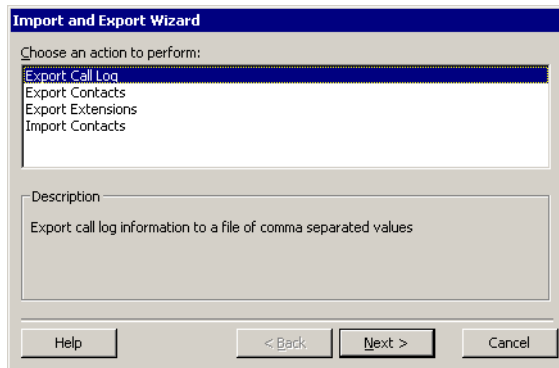 Import and Export Wizard
Choose an action to perform:
Export Call Log
Export Contacts
Export Extensions
Import Contacts
Description
Export call log information to a file of comma separated values
Help
< Back
Next >
Cancel